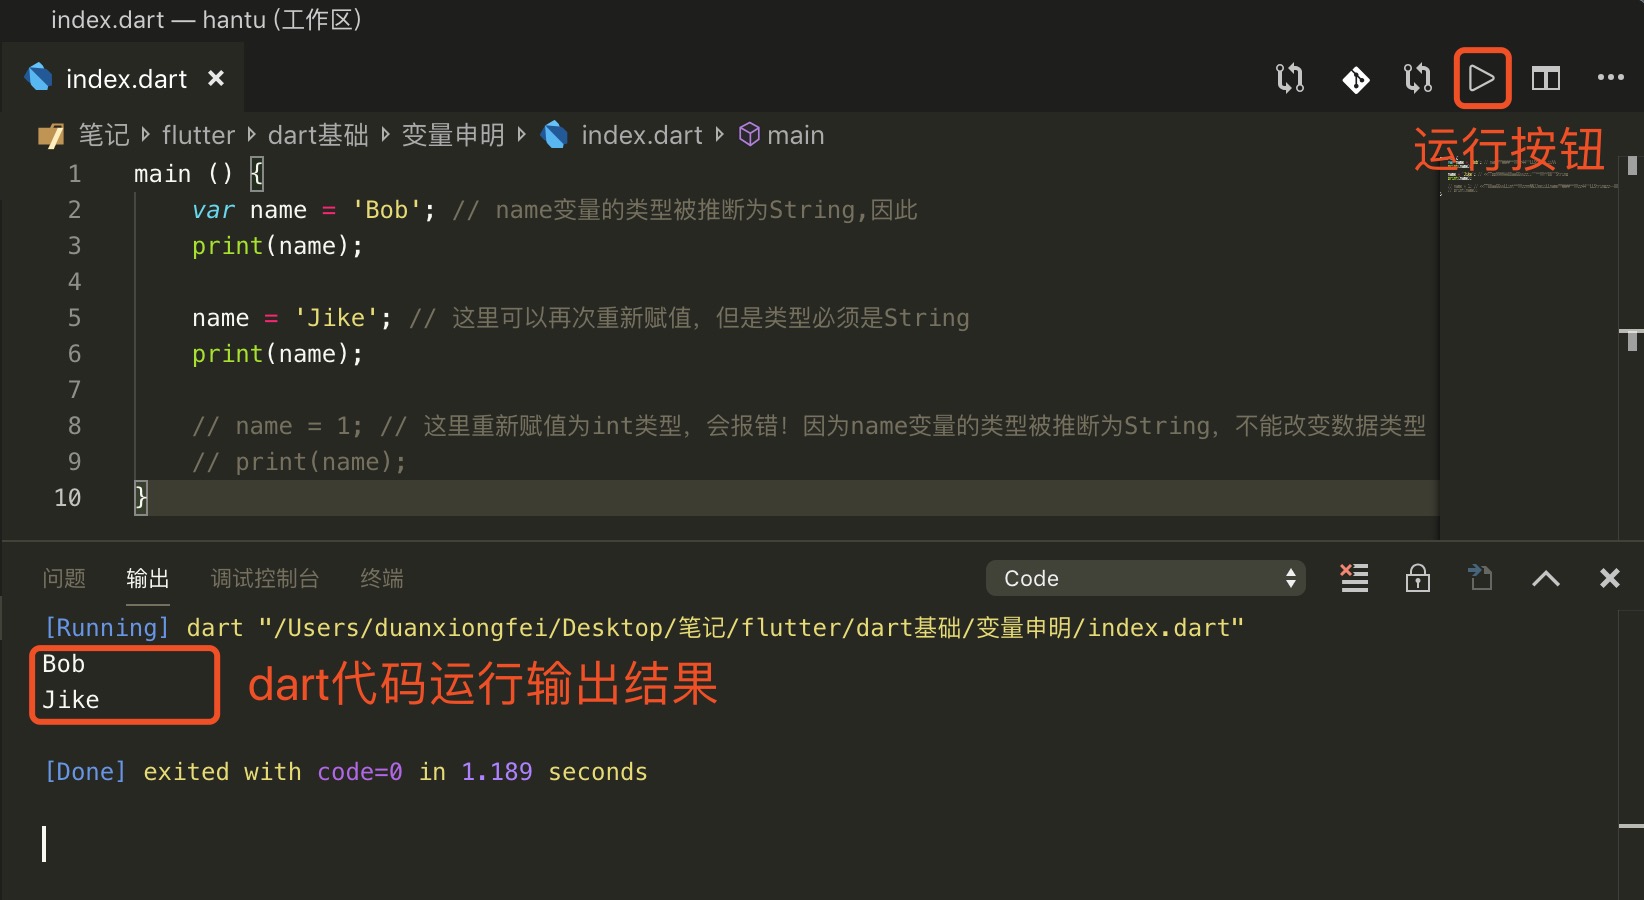 index.dart — hantu (工作区)
index.dart ×
运行按钮
笔记 › flutter › dart基础 › 变量申明 › index.dart › main
1 main () {
2 var name = 'Bob'; // name变量的类型被推断为String,因此
3 print(name);
4
5 name = 'Jike'; // 这里可以再次重新赋值，但是类型必须是String
6 print(name);
7
8 // name = 1; // 这里重新赋值为int类型，会报错！因为name变量的类型被推断为String，不能改变数据类型
9 // print(name);
10 }
问题 输出 调试控制台 终端 Code
[Running] dart "/Users/duanxiongfei/Desktop/笔记/flutter/dart基础/变量申明/index.dart"
Bob
Jike
dart代码运行输出结果
[Done] exited with code=0 in 1.189 seconds